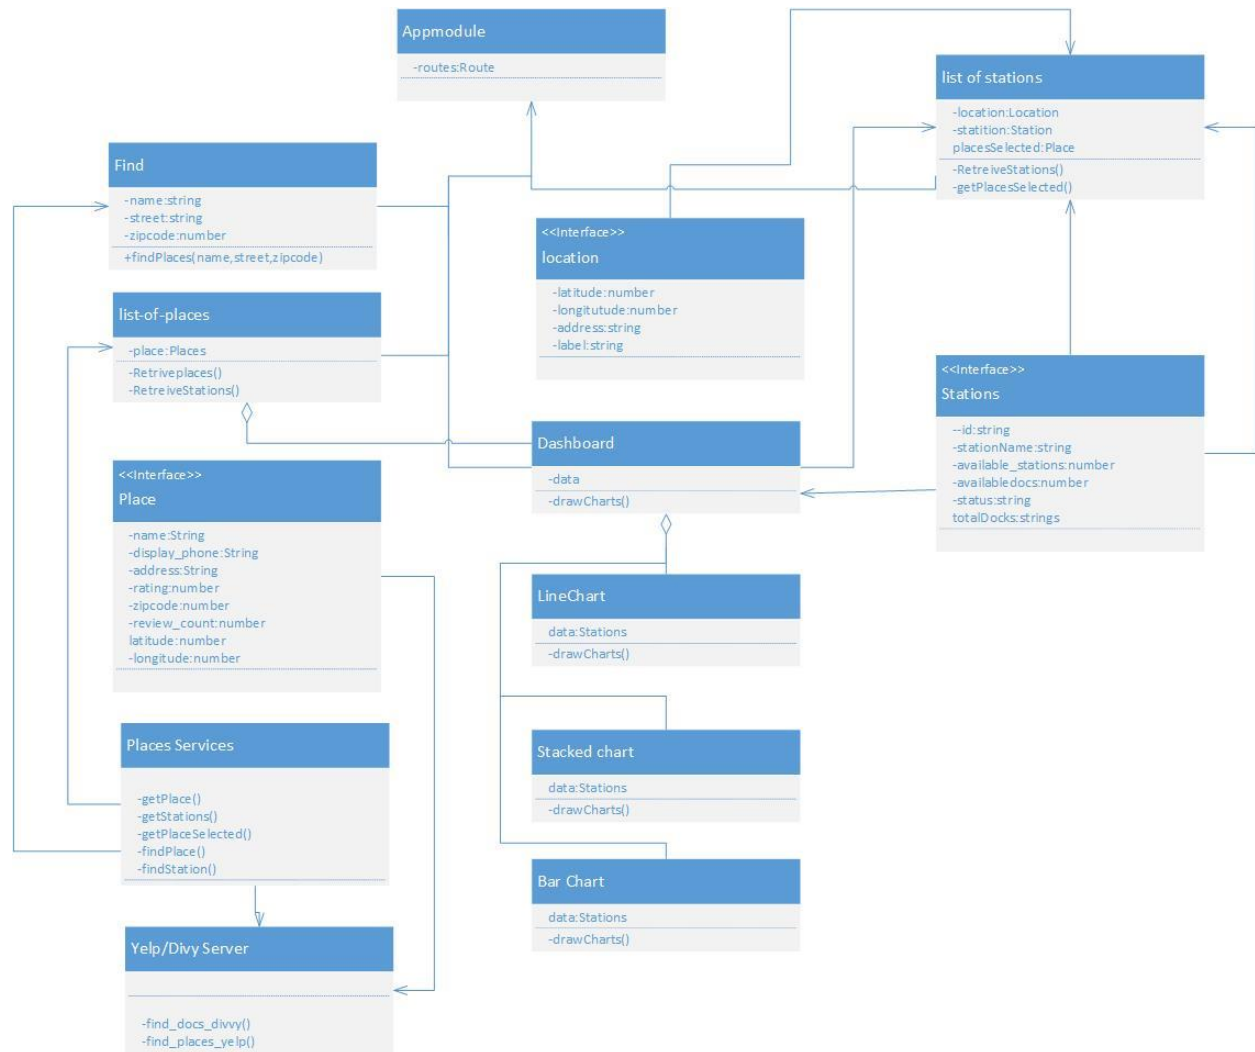 Appmodule
-routes:Route
list of stations
-location:Location
-statition:Station
placesSelected:Place
-RetreiveStations()
-getPlacesSelected()
Find
-name:string
-street:string
-zipcode:number
+findPlaces(name,street,zipcode)
<<Interface>>
location
-latitude:number
-longitutude:number
-address:string
-label:string
list-of-places
-place:Places
-Retriveplaces()
-RetreiveStations()
<<Interface>>
Stations
--id:string
-stationName:string
-available_stations:number
-availabledocs:number
-status:string
totalDocks:strings
Dashboard
-data
-drawCharts()
<<Interface>>
Place
-name:String
-display_phone:String
-address:String
-rating:number
-zipcode:number
-review_count:number
latitude:number
-longitude:number
LineChart
data:Stations
-drawCharts()
Places Services
-getPlace()
-getStations()
-getPlaceSelected()
-findPlace()
-findStation()
Stacked chart
data:Stations
-drawCharts()
Bar Chart
data:Stations
-drawCharts()
Yelp/Divy Server
-find_docs_divvy()
-find_places_yelp()